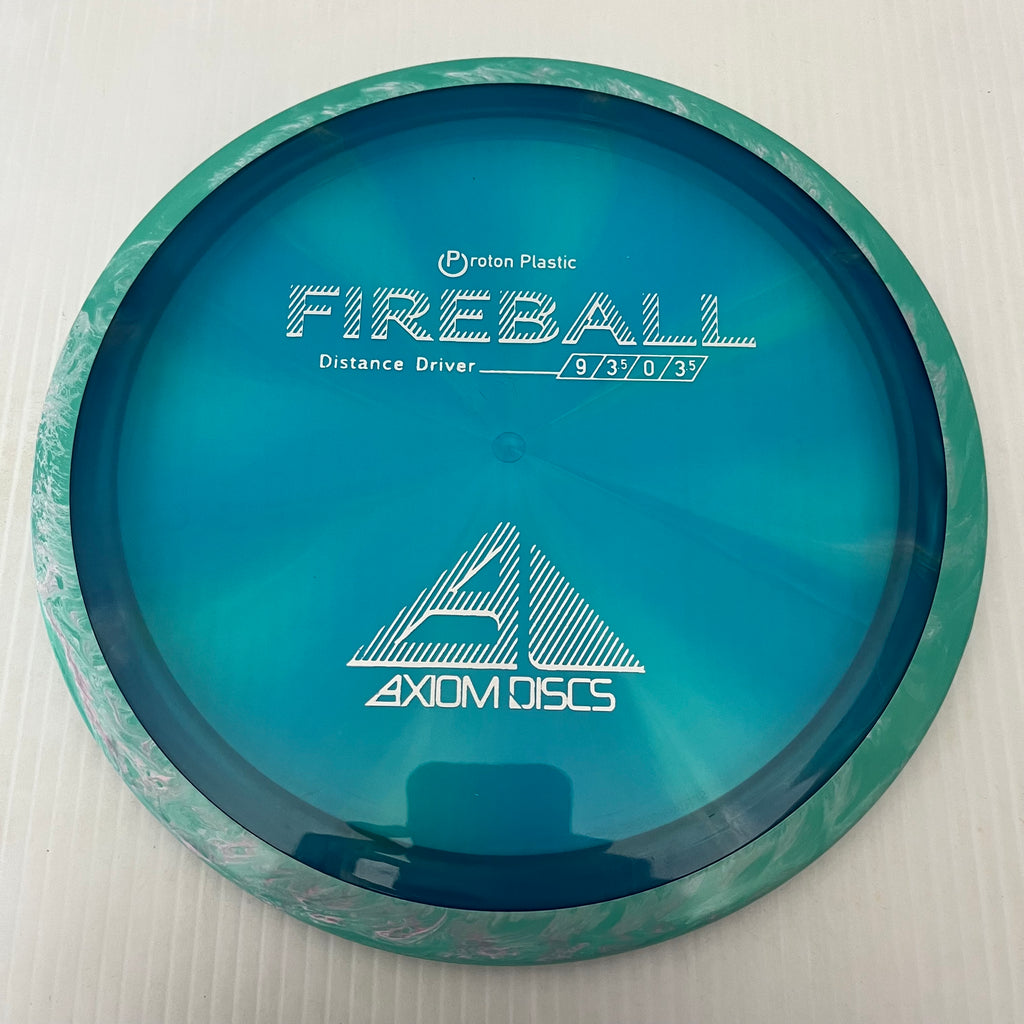 Proton Plastic
FIREBALL
Distance Driver 9/3.5/0/3.5
AXIOM DISCS